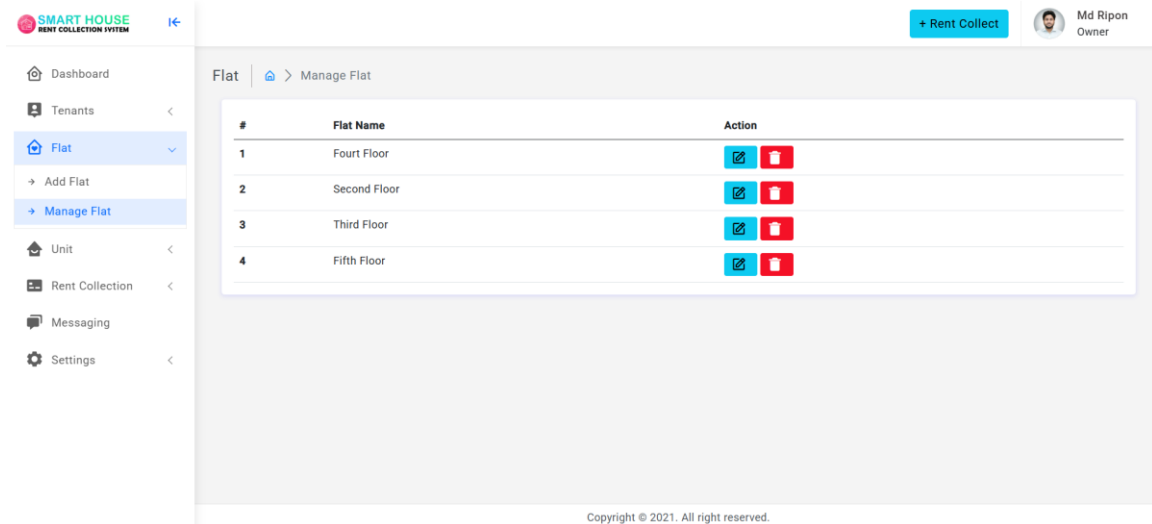 SMART HOUSE
RENT COLLECTION SYSTEM
+ Rent Collect
Md Ripon
Owner
Dashboard
Tenants
Flat
Add Flat
Manage Flat
Unit
Rent Collection
Messaging
Settings
Flat
Manage Flat
# Flat Name Action
1 Fourt Floor
2 Second Floor
3 Third Floor
4 Fifth Floor
Copyright © 2021. All right reserved.